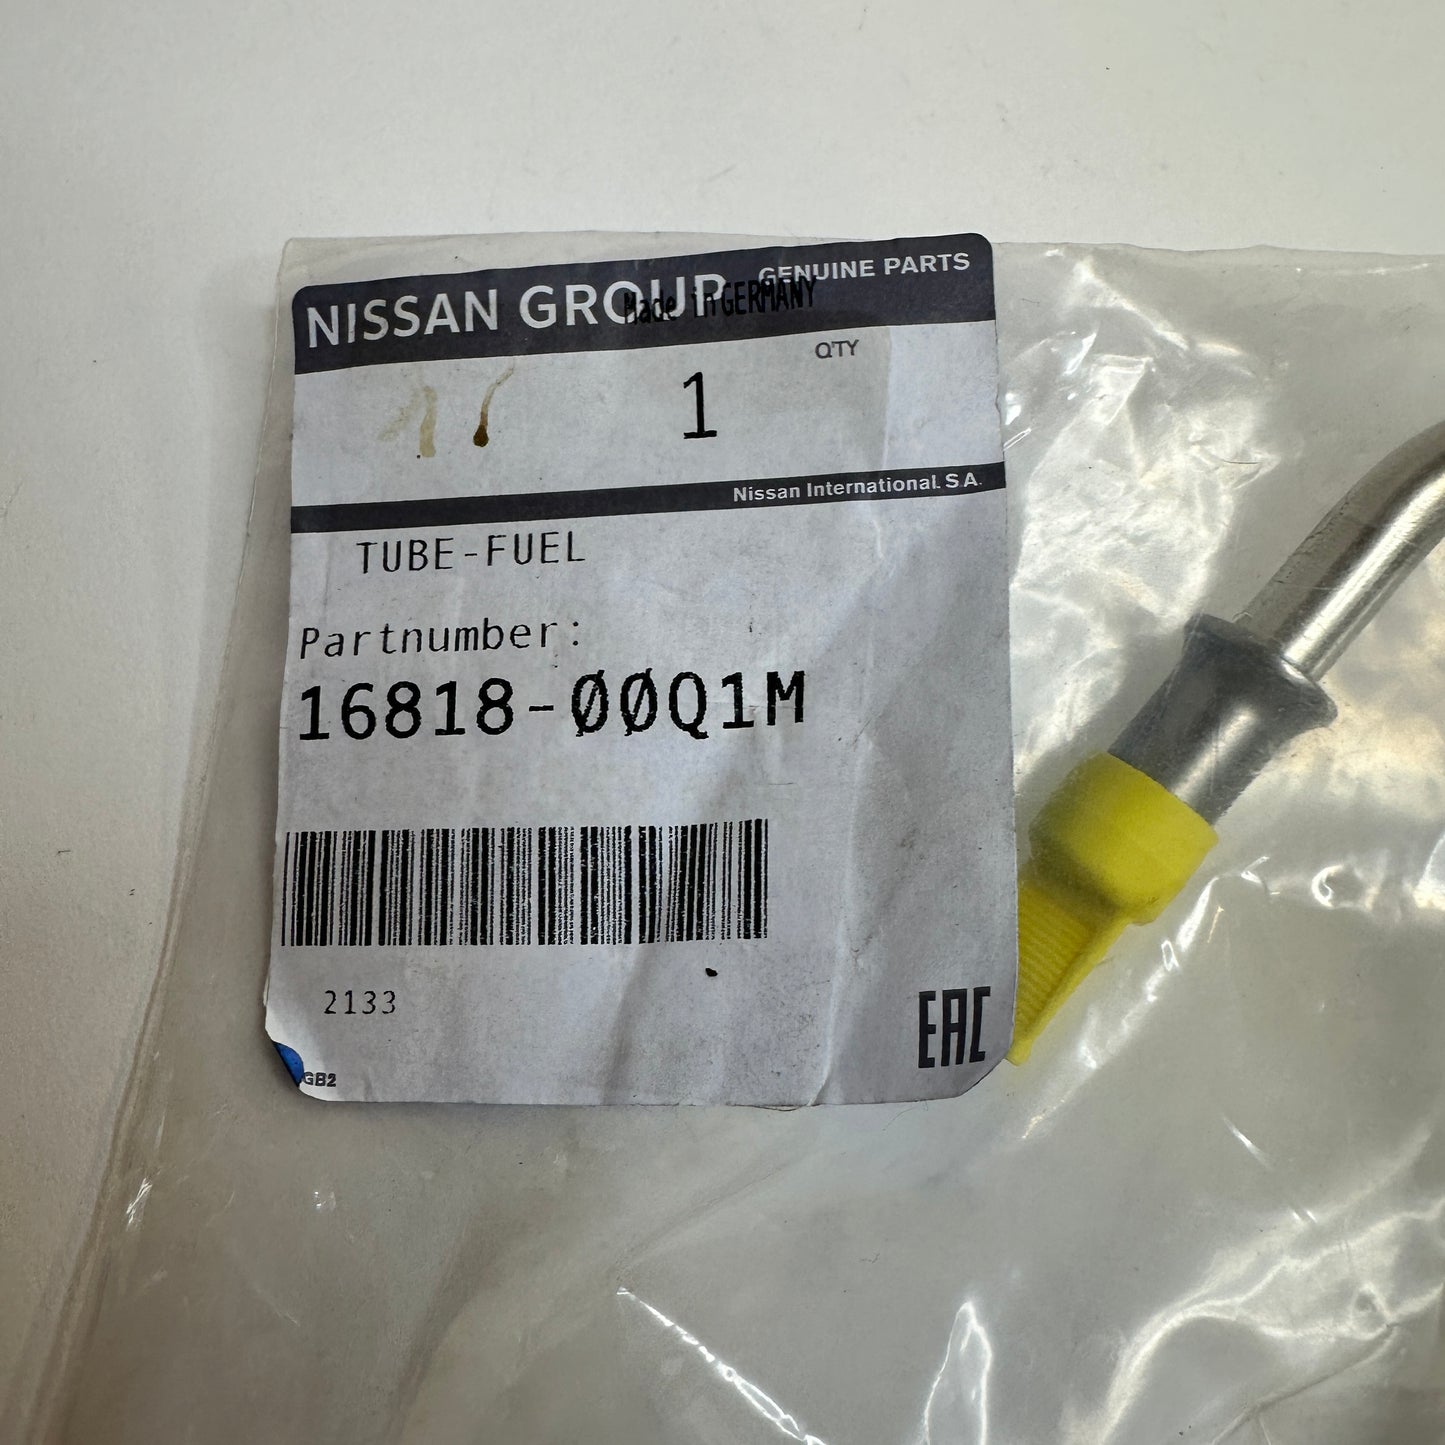 NISSAN GROUP GENUINE PARTS
Made in GERMANY
QTY
1
Nissan International. S.A.
TUBE-FUEL
Partnumber:
16818-00Q1M
2133
EAC
GB2